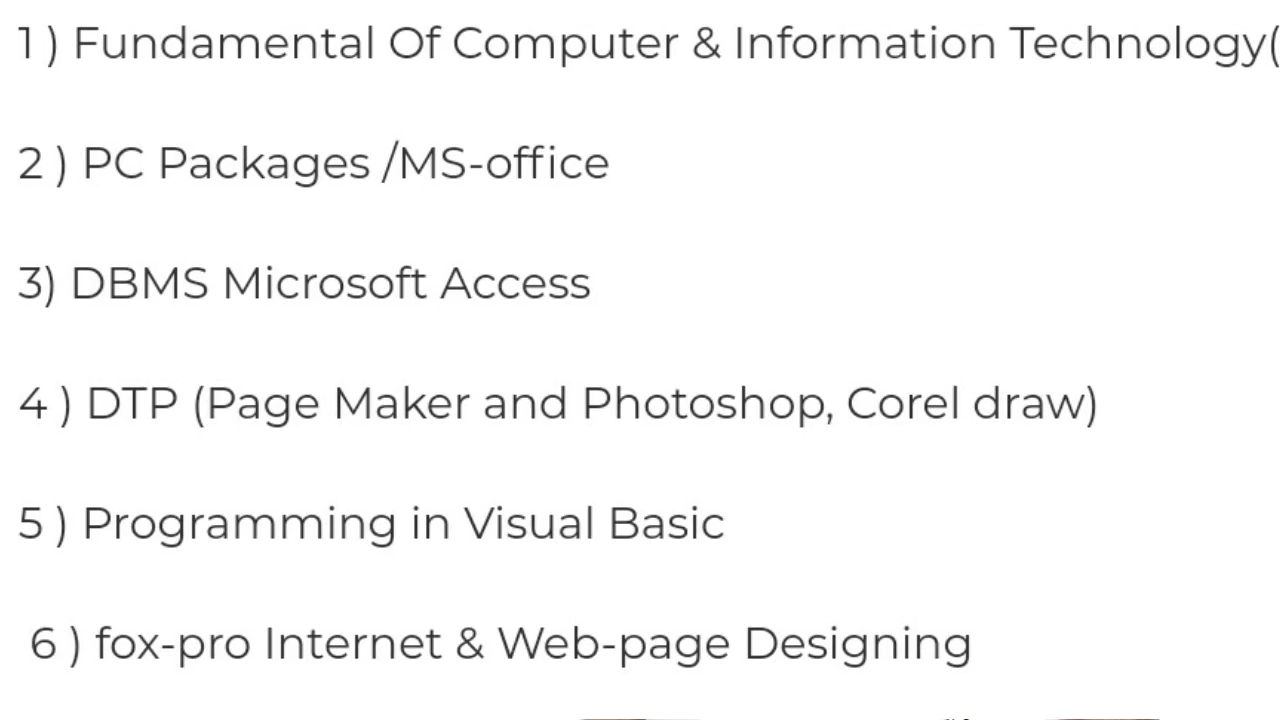 1 ) Fundamental Of Computer & Information Technology(
2 ) PC Packages /MS-office
3) DBMS Microsoft Access
4 ) DTP (Page Maker and Photoshop, Corel draw)
5 ) Programming in Visual Basic
6 ) fox-pro Internet & Web-page Designing